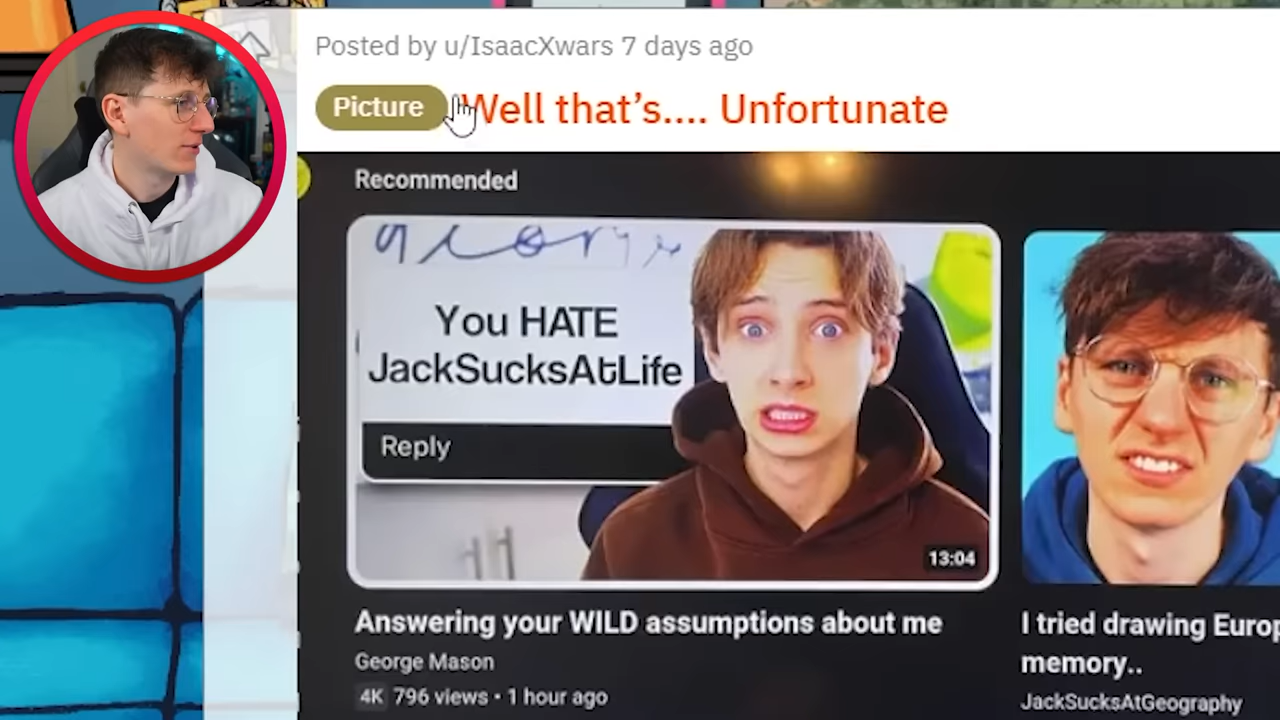 Posted by u/IsaacXwars 7 days ago
Picture Well that's.... Unfortunate
Recommended
George
You HATE
JackSucksAtLife
Reply
13:04
Answering your WILD assumptions about me
George Mason
4K 796 views • 1 hour ago
I tried drawing Europ
memory..
JackSucksAtGeography